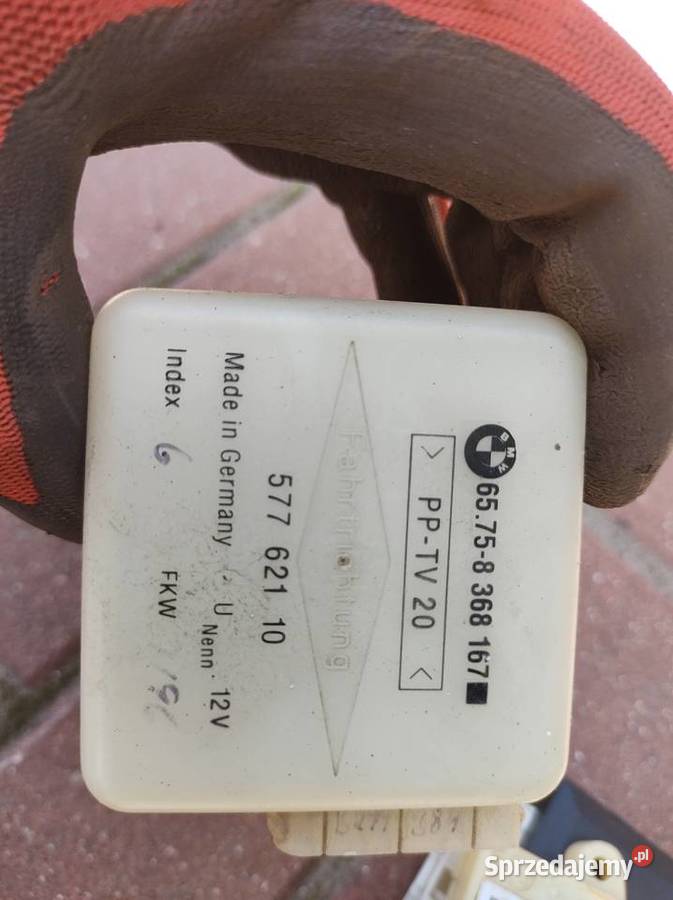 BMW
65.75-8 368 167
> PP-TV 20 <
Fahrtrichtung
577 621 10
Made in Germany U Nenn. 12V
Index 6 FKW
Sprzedajemy.pl